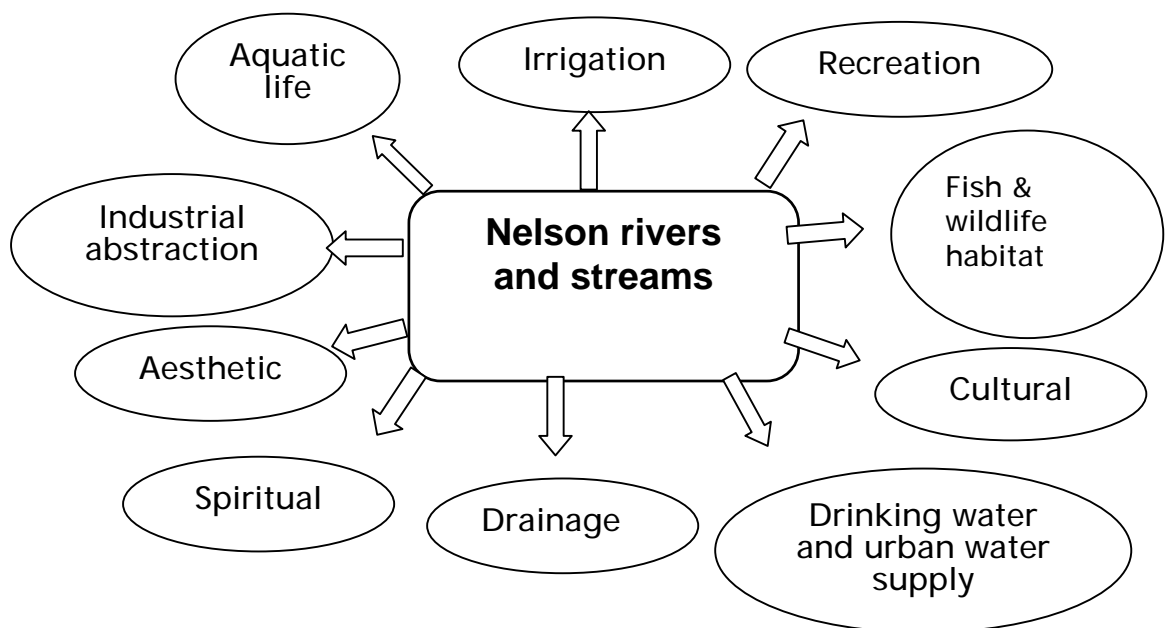 Aquatic
life
Irrigation
Recreation
Industrial
abstraction
Nelson rivers
and streams
Fish &
wildlife
habitat
Aesthetic
Cultural
Spiritual
Drainage
Drinking water
and urban water
supply